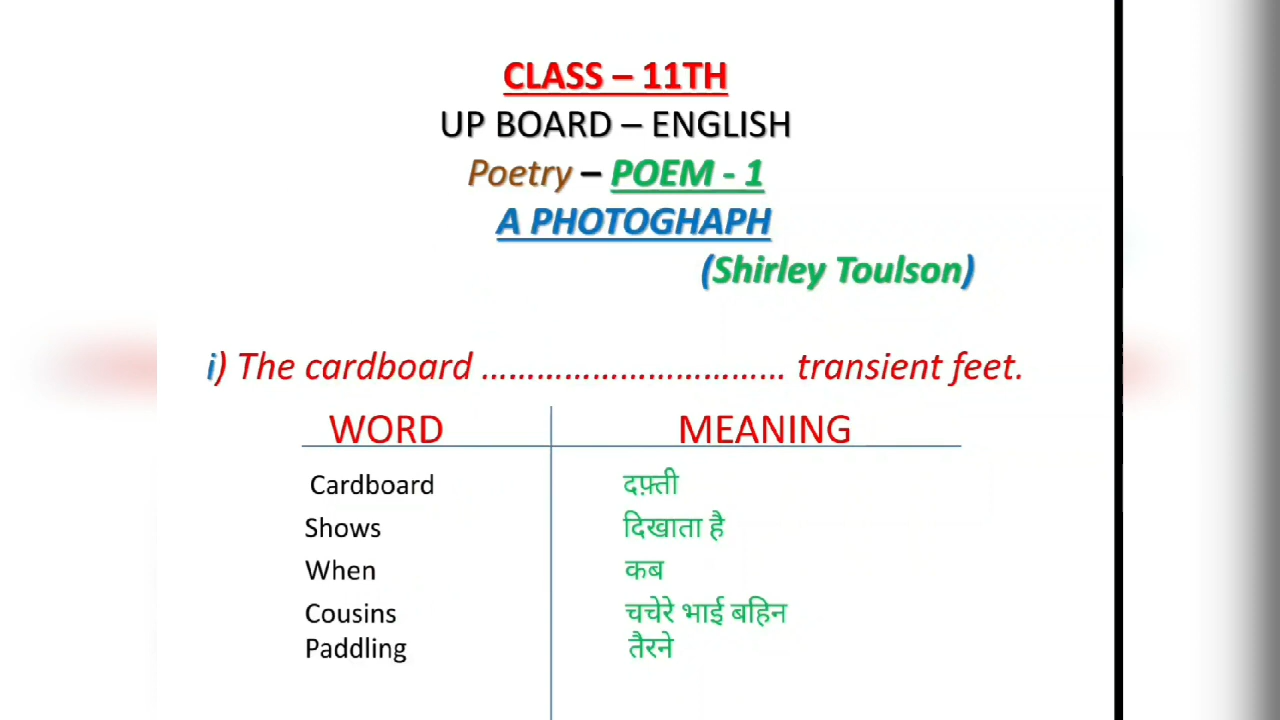 CLASS – 11TH
UP BOARD – ENGLISH
Poetry – POEM - 1
A PHOTOGHAPH
(Shirley Toulson)
i) The cardboard .............................. transient feet.
WORD MEANING
Cardboard दफ़्ती
Shows दिखाता है
When कब
Cousins चचेरे भाई बहिन
Paddling तैरने